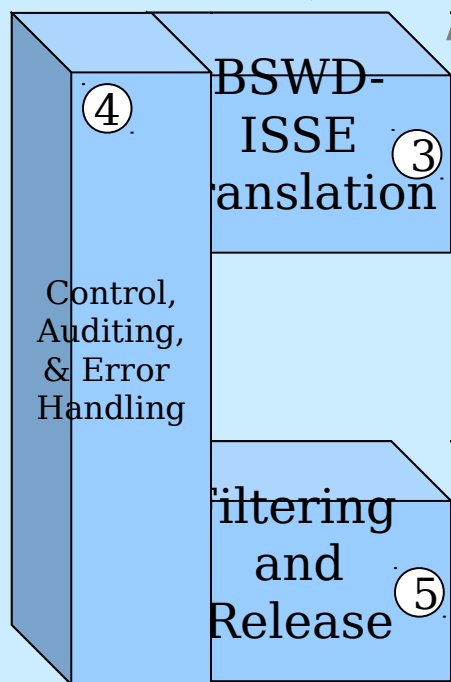 BSWD-
ISSE
ranslation
3
4
Control,
Auditing,
& Error
Handling
iltering
and
Release
5